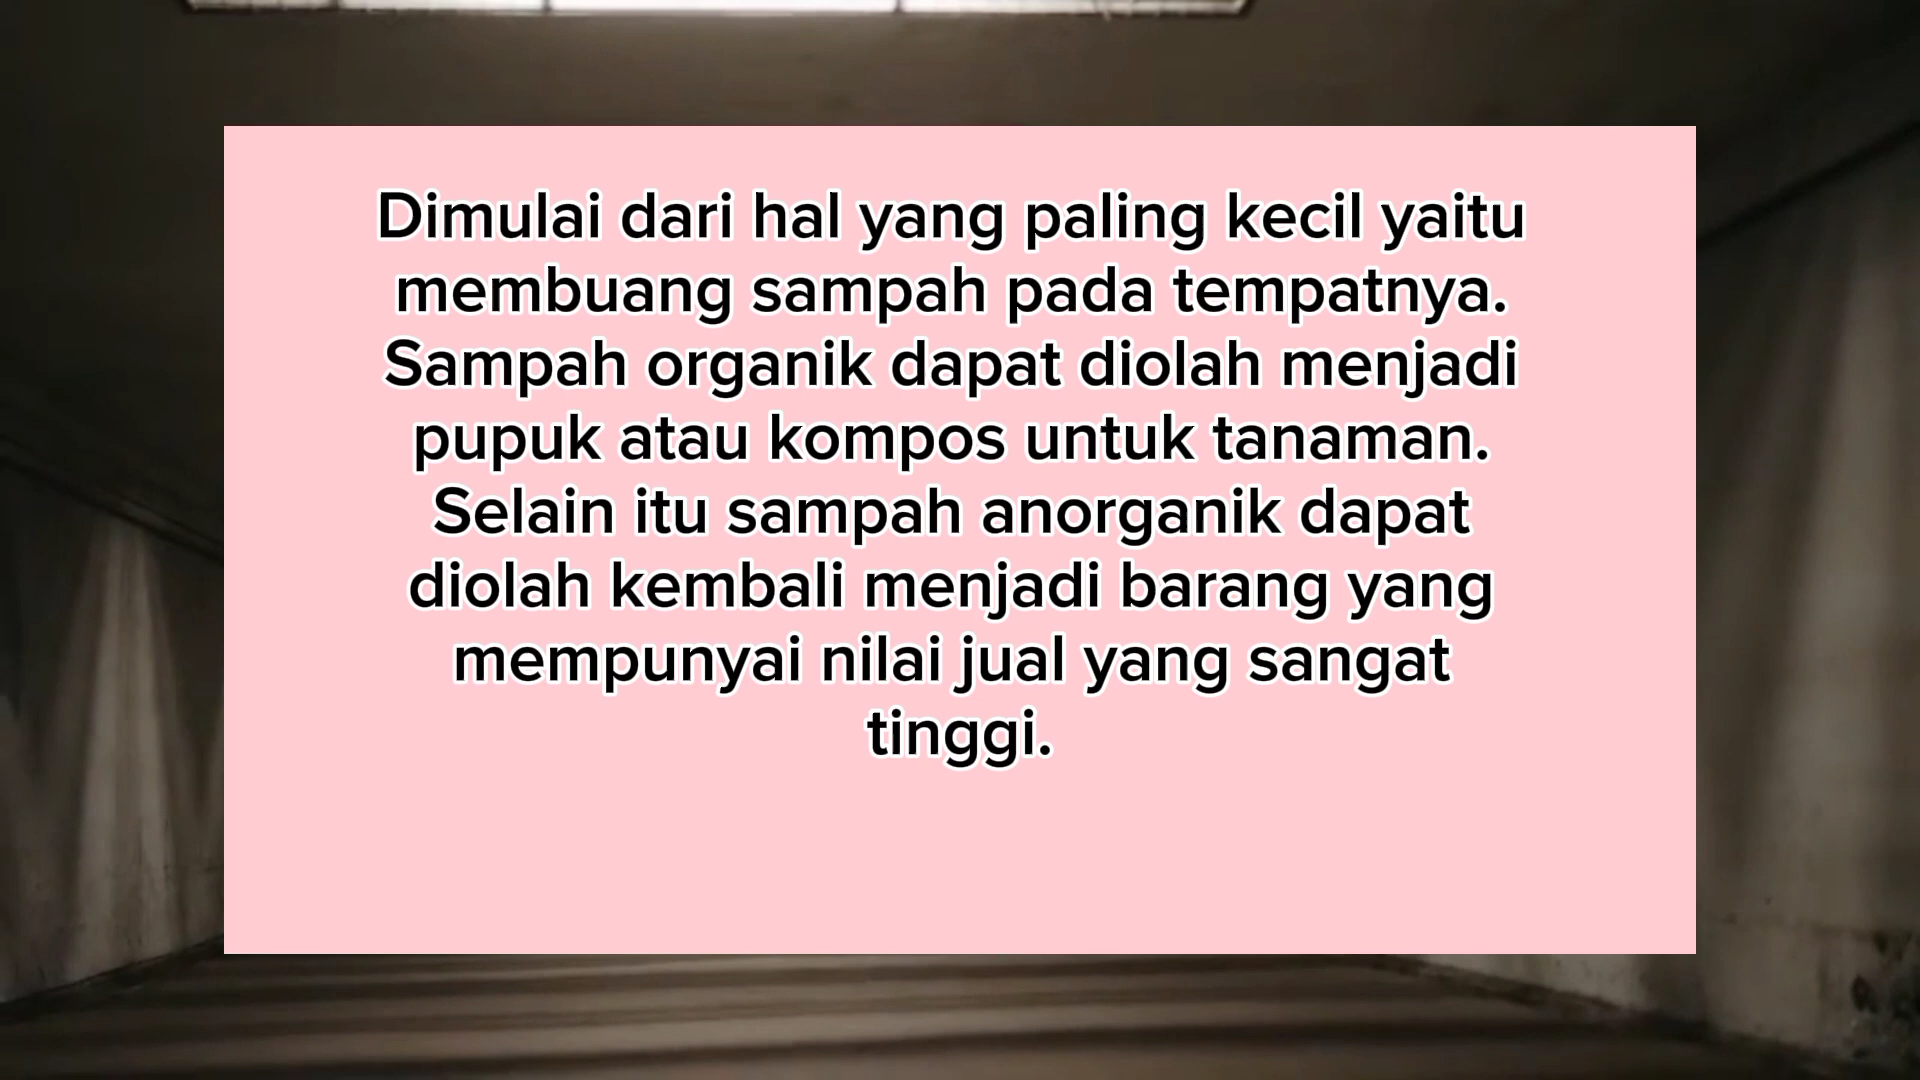 Dimulai dari hal yang paling kecil yaitu
membuang sampah pada tempatnya.
Sampah organik dapat diolah menjadi
pupuk atau kompos untuk tanaman.
Selain itu sampah anorganik dapat
diolah kembali menjadi barang yang
mempunyai nilai jual yang sangat
tinggi.